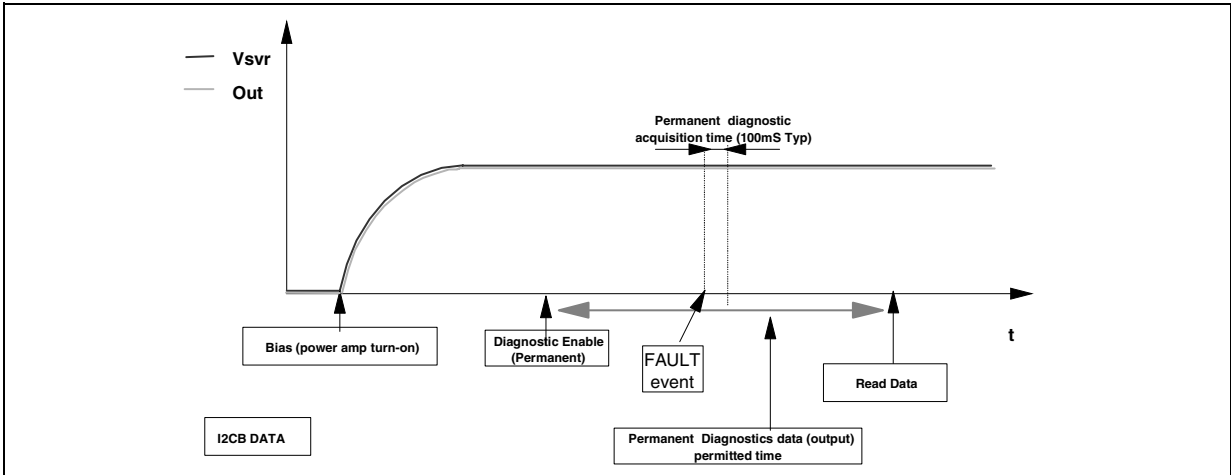 Vsvr
Out
Permanent diagnostic
acquisition time (100mS Typ)
t
Bias (power amp turn-on)
Diagnostic Enable
(Permanent)
FAULT
event
Read Data
I2CB DATA
Permanent Diagnostics data (output)
permitted time